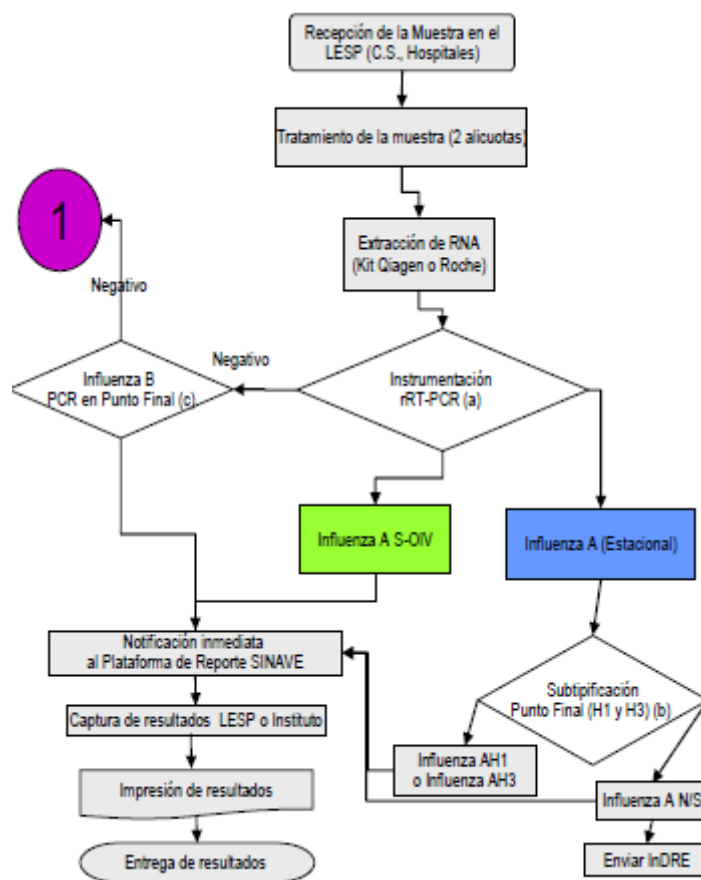 Recepción de la Muestra en el
LESP (C.S., Hospitales)
Tratamiento de la muestra (2 alicuotas)
1
Extracción de RNA
(Kit Qiagen o Roche)
Negativo
Negativo
Influenza B
PCR en Punto Final (c)
Instrumentación
rRT-PCR (a)
Influenza A S-OIV
Influenza A (Estacional)
Notificación inmediata
al Plataforma de Reporte SINAVE
Subtipificación
Punto Final (H1 y H3) (b)
Captura de resultados LESP o Instituto
Influenza AH1
o Influenza AH3
Impresión de resultados
Influenza A N/S
Entrega de resultados
Enviar InDRE